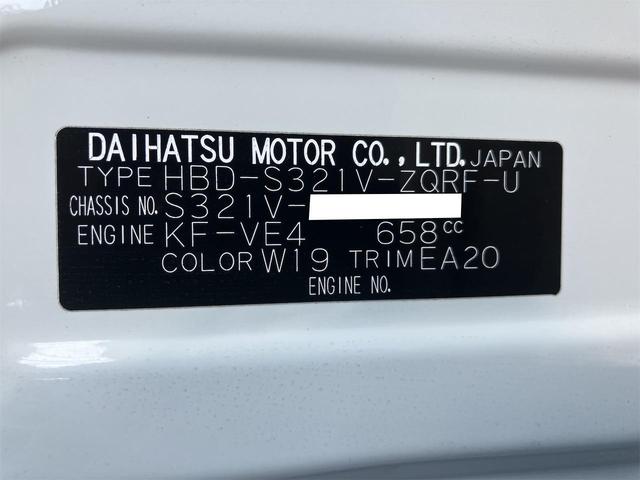 DAIHATSU MOTOR CO., LTD. JAPAN
TYPE HBD-S321V-ZQRF-U
CHASSIS NO. S321V-
ENGINE KF-VE4 658cc
COLOR W19 TRIM EA20
ENGINE NO.